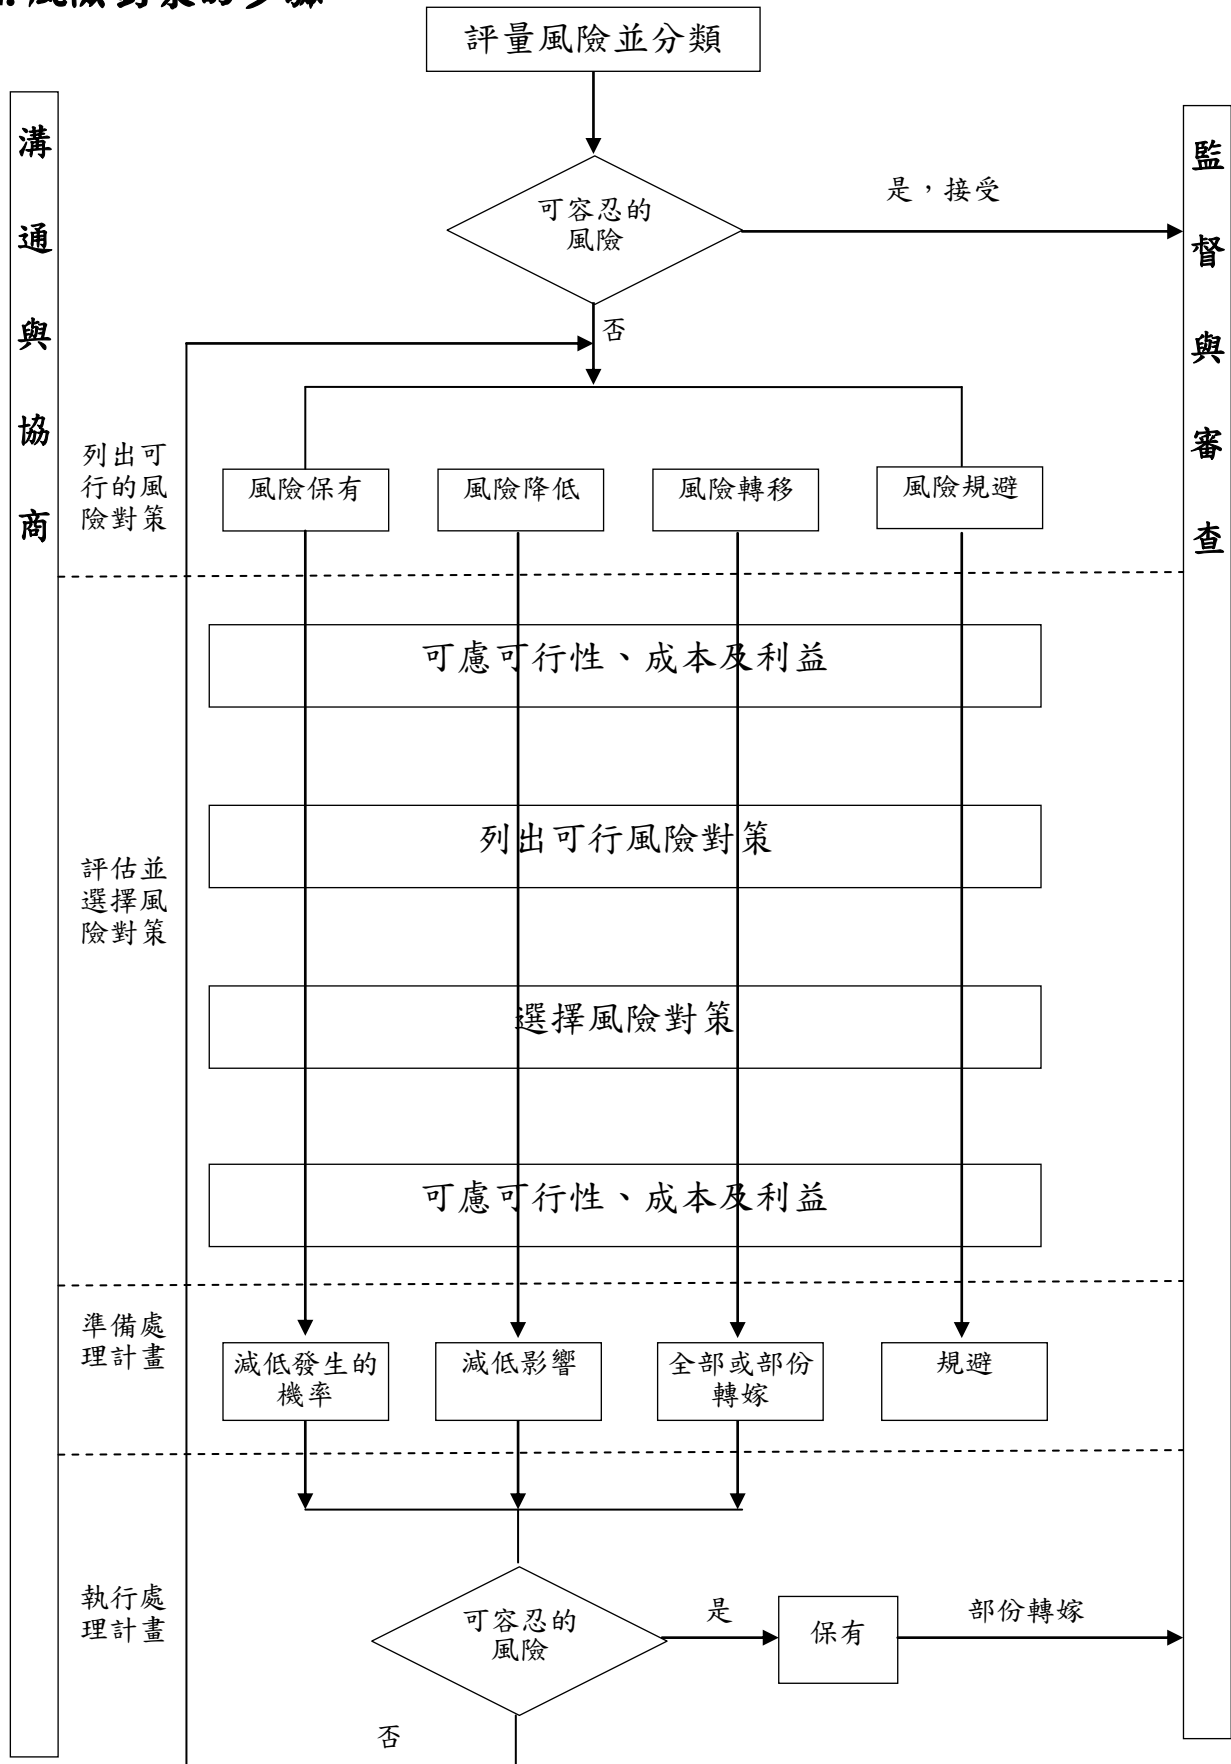 風險對策的步驟
評量風險並分類
溝通與協商
監督與審查
可容忍的
風險
是，接受
否
列出可
行的風
險對策
風險保有
風險降低
風險轉移
風險規避
可慮可行性、成本及利益
評估並
選擇風
險對策
列出可行風險對策
選擇風險對策
可慮可行性、成本及利益
準備處
理計畫
減低發生的
機率
減低影響
全部或部份
轉嫁
規避
執行處
理計畫
可容忍的
風險
是
保有
部份轉嫁
否